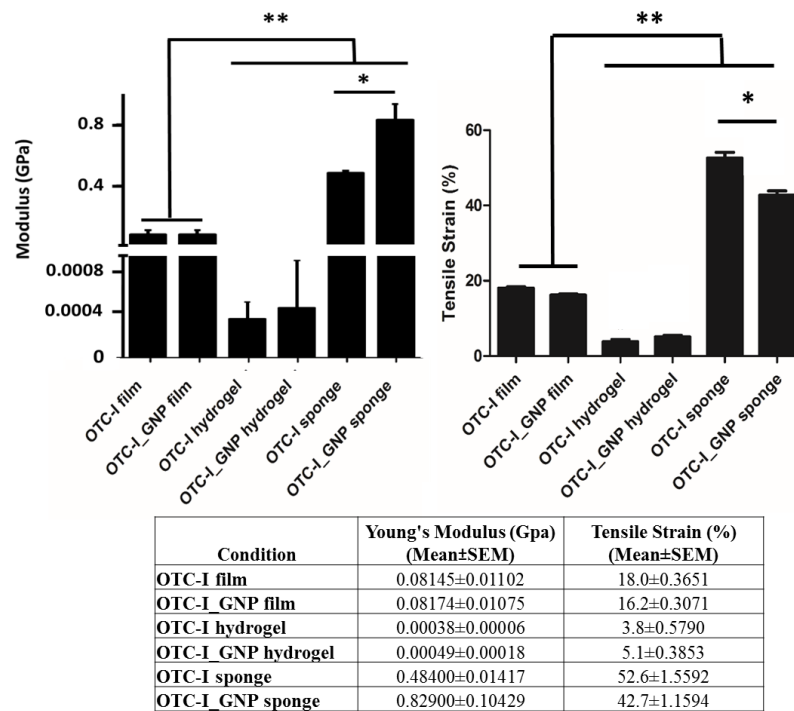 **
*
0.8
0.4
0.0008
0.0004
0
Modulus (GPa)
OTC-I film
OTC-I_GNP film
OTC-I hydrogel
OTC-I_GNP hydrogel
OTC-I sponge
OTC-I_GNP sponge
**
*
60
40
20
0
Tensile Strain (%)
OTC-I film
OTC-I_GNP film
OTC-I hydrogel
OTC-I_GNP hydrogel
OTC-I sponge
OTC-I_GNP sponge
Condition Young's Modulus (Gpa) (Mean±SEM) Tensile Strain (%) (Mean±SEM)
OTC-I film 0.08145±0.01102 18.0±0.3651
OTC-I_GNP film 0.08174±0.01075 16.2±0.3071
OTC-I hydrogel 0.00038±0.00006 3.8±0.5790
OTC-I_GNP hydrogel 0.00049±0.00018 5.1±0.3853
OTC-I sponge 0.48400±0.01417 52.6±1.5592
OTC-I_GNP sponge 0.82900±0.10429 42.7±1.1594